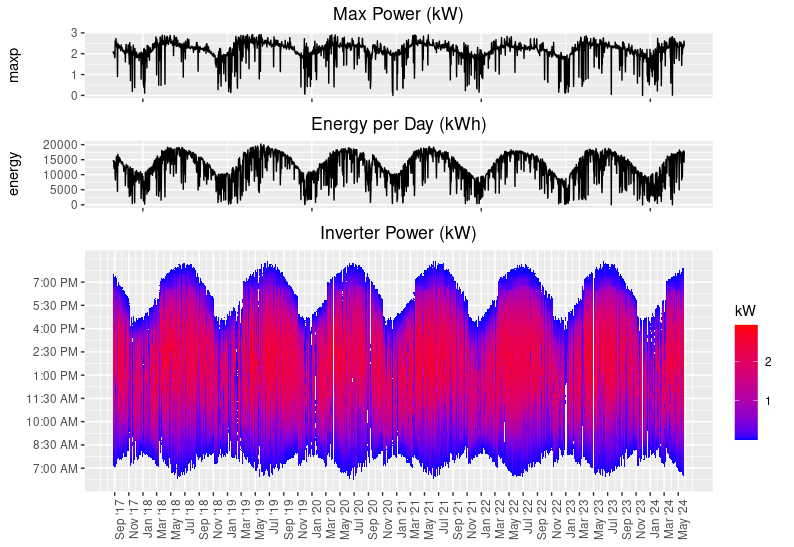 Max Power (kW)
maxp
3
2
1
0
Energy per Day (kWh)
energy
20000
15000
10000
5000
0
Inverter Power (kW)
7:00 PM
5:30 PM
4:00 PM
2:30 PM
1:00 PM
11:30 AM
10:00 AM
8:30 AM
7:00 AM
kW
2
1
Sep '17
Nov '17
Jan '18
Mar '18
May '18
Jul '18
Sep '18
Nov '18
Jan '19
Mar '19
May '19
Jul '19
Sep '19
Nov '19
Jan '20
Mar '20
May '20
Jul '20
Sep '20
Nov '20
Jan '21
Mar '21
May '21
Jul '21
Sep '21
Nov '21
Jan '22
Mar '22
May '22
Jul '22
Sep '22
Nov '22
Jan '23
Mar '23
May '23
Jul '23
Sep '23
Nov '23
Jan '24
Mar '24
May '24